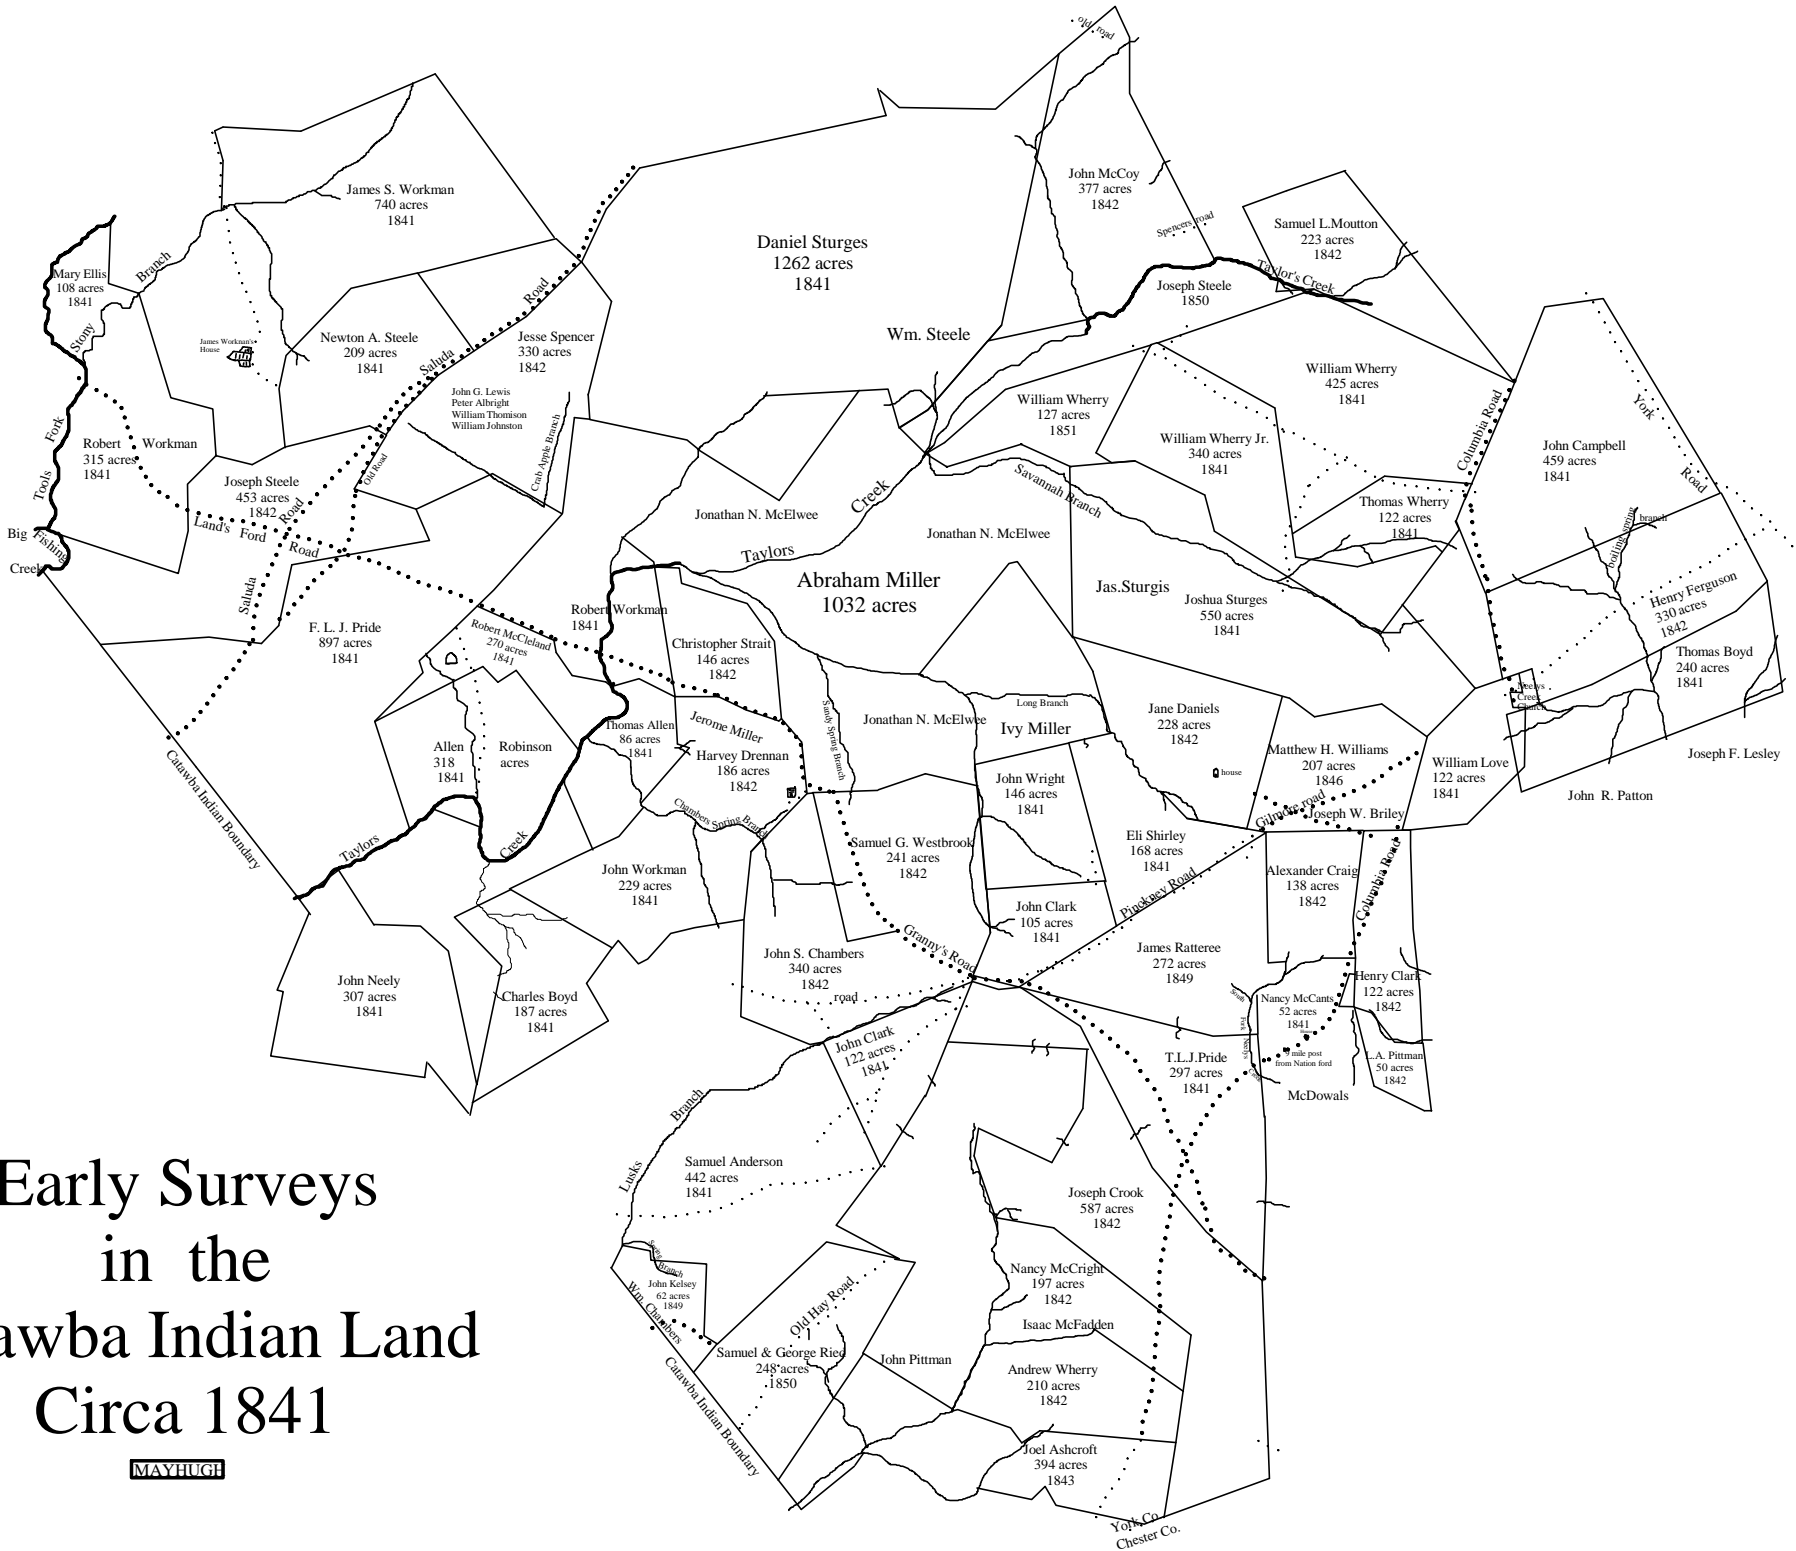 old road
John McCoy
377 acres
1842
Spencers road
Samuel L.Moutton
223 acres
1842
Taylor's Creek
Joseph Steele
1850
James S. Workman
740 acres
1841
Daniel Sturges
1262 acres
1841
Wm. Steele
Mary Ellis
108 acres
1841
Stony Branch
James Workman's
House
Newton A. Steele
209 acres
1841
Saluda Road
Jesse Spencer
330 acres
1842
John G. Lewis
Peter Albright
William Thomison
William Johnston
Crab Apple Branch
Old Road
Robert Workman
315 acres
1841
Tools Fork
Big Fishing
Creek
Joseph Steele
453 acres
1842
Land's Ford Road
Saluda Road
William Wherry
127 acres
1851
William Wherry
425 acres
1841
William Wherry Jr.
340 acres
1841
Columbia Road
York Road
John Campbell
459 acres
1841
Thomas Wherry
122 acres
1841
boiling spring branch
Henry Ferguson
330 acres
1842
Thomas Boyd
240 acres
1841
Neelys
Creek
Church
Joseph F. Lesley
John R. Patton
Savannah Branch
Jonathan N. McElwee
Jonathan N. McElwee
Taylors Creek
Abraham Miller
1032 acres
Jas.Sturgis
Joshua Sturges
550 acres
1841
F. L. J. Pride
897 acres
1841
Robert McCleland
270 acres
1841
Robert Workman
1841
Christopher Strait
146 acres
1842
Jonathan N. McElwee
Sandy Spring Branch
Long Branch
Ivy Miller
Jane Daniels
228 acres
1842
house
Matthew H. Williams
207 acres
1846
William Love
122 acres
1841
Gilmore road
Joseph W. Briley
Allen Robinson
318 acres
1841
Thomas Allen
86 acres
1841
Jerome Miller
Harvey Drennan
186 acres
1842
Chambers Spring Branch
John Wright
146 acres
1841
Eli Shirley
168 acres
1841
Samuel G. Westbrook
241 acres
1842
Catawba Indian Boundary
Taylors Creek
John Workman
229 acres
1841
John Clark
105 acres
1841
Pinckney Road
Alexander Craig
138 acres
1842
Columbia Road
John Neely
307 acres
1841
Charles Boyd
187 acres
1841
John S. Chambers
340 acres
1842
road
Granny's Road
James Ratteree
272 acres
1849
Henry Clark
122 acres
1842
Nancy McCants
52 acres
1841
9 mile post
from Nation ford
South Fork Neelys Creek
McDowals
L.A. Pittman
50 acres
1842
John Clark
122 acres
1841
T.L.J.Pride
297 acres
1841
Lusks Branch
Samuel Anderson
442 acres
1841
Joseph Crook
587 acres
1842
Spring Branch
John Kelsey
62 acres
1849
Wm. Chambers
Old Hay Road
Samuel & George Ried
248 acres
1850
Catawba Indian Boundary
John Pittman
Nancy McCright
197 acres
1842
Isaac McFadden
Andrew Wherry
210 acres
1842
Joel Ashcroft
394 acres
1843
York Co.
Chester Co.
Early Surveys
in the
awba Indian Land
Circa 1841
MAYHUGH